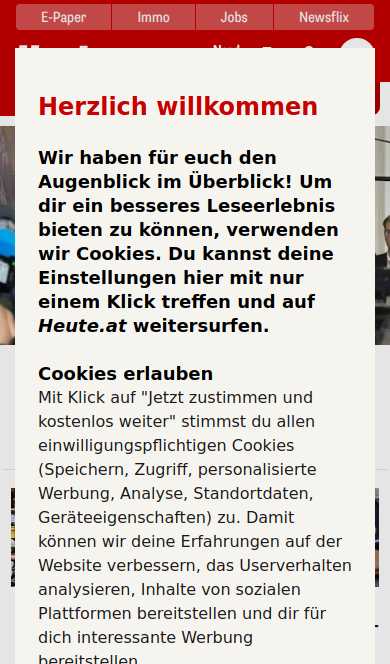 E-Paper Immo Jobs Newsflix
Herzlich willkommen
Wir haben für euch den
Augenblick im Überblick! Um
dir ein besseres Leseerlebnis
bieten zu können, verwenden
wir Cookies. Du kannst deine
Einstellungen hier mit nur
einem Klick treffen und auf
Heute.at weitersurfen.
Cookies erlauben
Mit Klick auf "Jetzt zustimmen und
kostenlos weiter" stimmst du allen
einwilligungspflichtigen Cookies
(Speichern, Zugriff, personalisierte
Werbung, Analyse, Standortdaten,
Geräteeigenschaften) zu. Damit
können wir deine Erfahrungen auf der
Website verbessern, das Userverhalten
analysieren, Inhalte von sozialen
Plattformen bereitstellen und dir für
dich interessante Werbung
bereitstellen